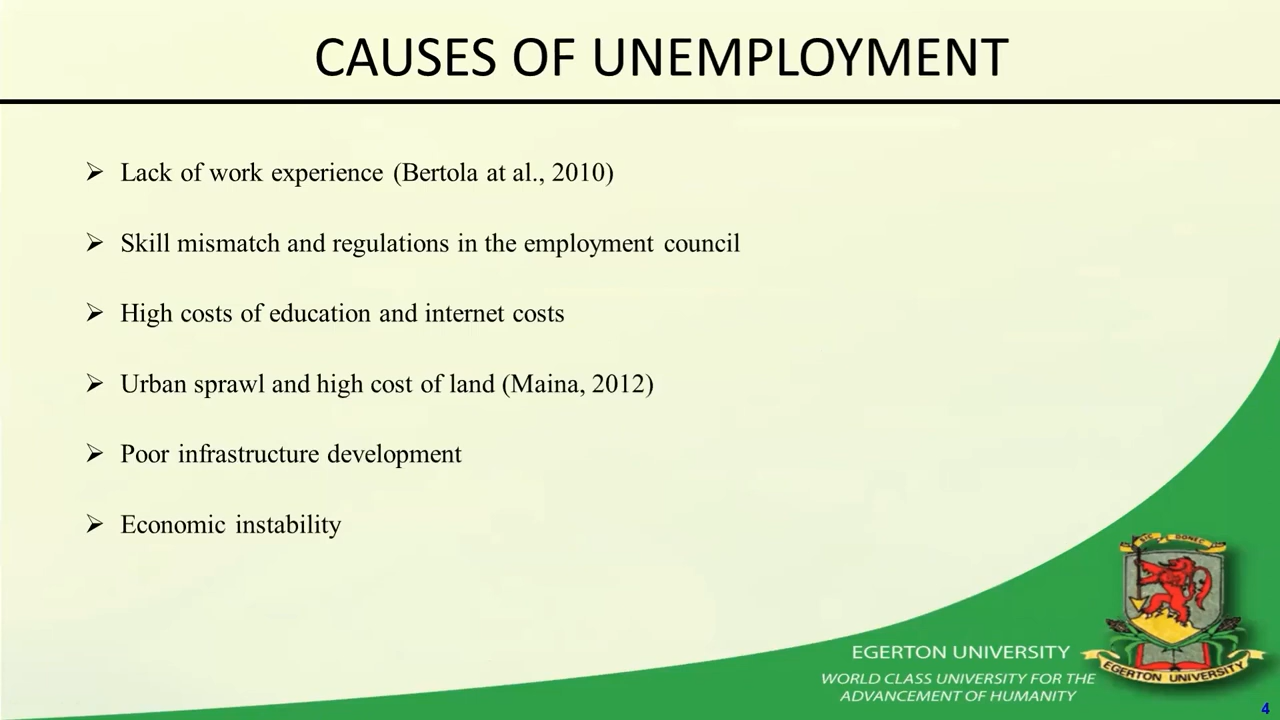 CAUSES OF UNEMPLOYMENT
Lack of work experience (Bertola at al., 2010)
Skill mismatch and regulations in the employment council
High costs of education and internet costs
Urban sprawl and high cost of land (Maina, 2012)
Poor infrastructure development
Economic instability
SIC DONEC
EGERTON UNIVERSITY
EGERTON UNIVERSITY
WORLD CLASS UNIVERSITY FOR THE
ADVANCEMENT OF HUMANITY
4